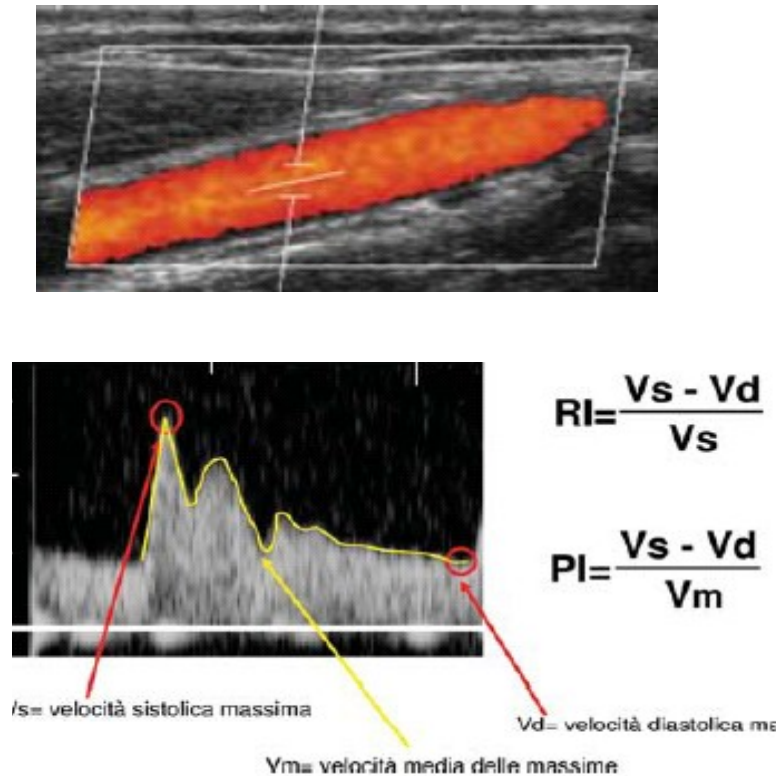 RI= Vs - Vd
Vs
PI= Vs - Vd
Vm
/s= velocità sistolica massima
Vd= velocità diastolica ma
Vm= velocità media delle massime